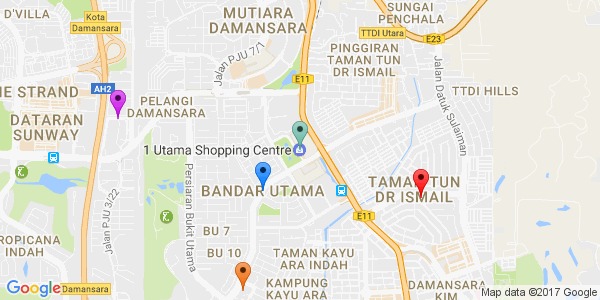 D'VILLA
Kota
Damansara
MUTIARA
DAMANSARA
SUNGAI
PENCHALA
TTDI Utara
E23
PINGGIRAN
TAMAN TUN
DR ISMAIL
Jalan PJU 7/1
E11
Jalan Datuk Sulaiman
TTDI HILLS
HE STRAND
AH2
PELANGI
DAMANSARA
DATARAN
SUNWAY
1 Utama Shopping Centre
BANDAR UTAMA
TAMAN TUN
DR ISMAIL
Persiaran Bukit Utama
Jalan PJU 3/22
E11
BU 7
BU 10
TROPICANA
INDAH
TAMAN KAYU
ARA INDAH
Damansara
KAMPUNG
KAYU ARA
DAMANSARA
KIM
Google
Map data ©2017 Google